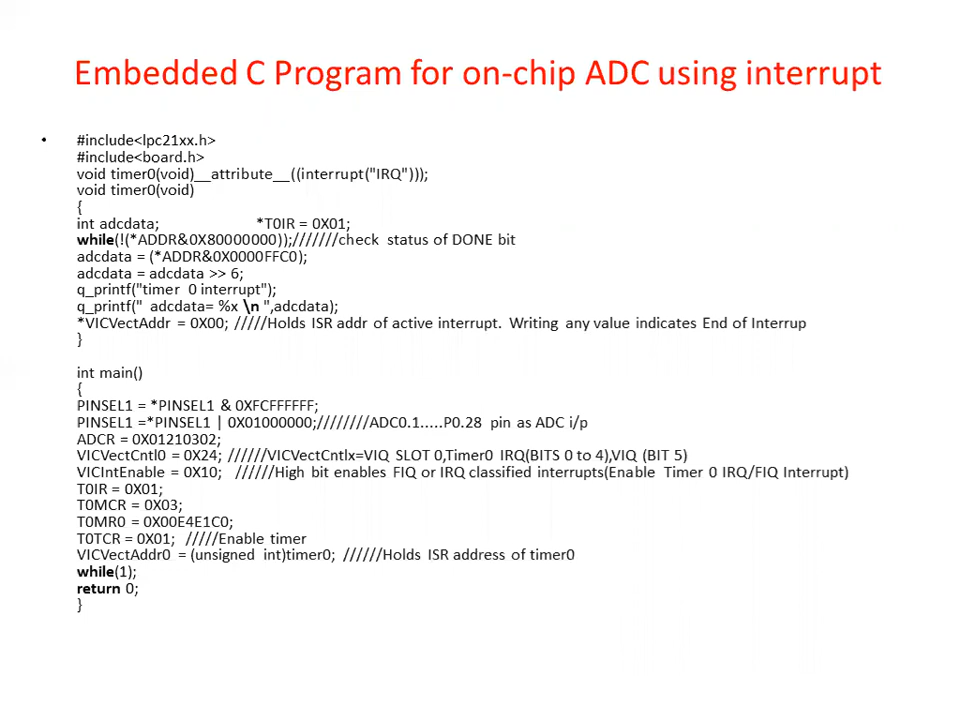 Embedded C Program for on-chip ADC using interrupt
• #include<lpc21xx.h>
#include<board.h>
void timer0(void)__attribute__((interrupt("IRQ")));
void timer0(void)
{
int adcdata; *T0IR = 0X01;
while(!(*ADDR&0X80000000));///////check status of DONE bit
adcdata = (*ADDR&0X0000FFC0);
adcdata = adcdata >> 6;
q_printf("timer 0 interrupt");
q_printf(" adcdata= %x \n ",adcdata);
*VICVectAddr = 0X00; /////Holds ISR addr of active interrupt. Writing any value indicates End of Interrup
}
int main()
{
PINSEL1 = *PINSEL1 & 0XFCFFFFFF;
PINSEL1 =*PINSEL1 | 0X01000000;////////ADC0.1.....P0.28 pin as ADC i/p
ADCR = 0X01210302;
VICVectCntl0 = 0X24; //////VICVectCntlx=VIQ SLOT 0,Timer0 IRQ(BITS 0 to 4),VIQ (BIT 5)
VICIntEnable = 0X10; //////High bit enables FIQ or IRQ classified interrupts(Enable Timer 0 IRQ/FIQ Interrupt)
T0IR = 0X01;
T0MCR = 0X03;
T0MR0 = 0X00E4E1C0;
T0TCR = 0X01; /////Enable timer
VICVectAddr0 = (unsigned int)timer0; //////Holds ISR address of timer0
while(1);
return 0;
}